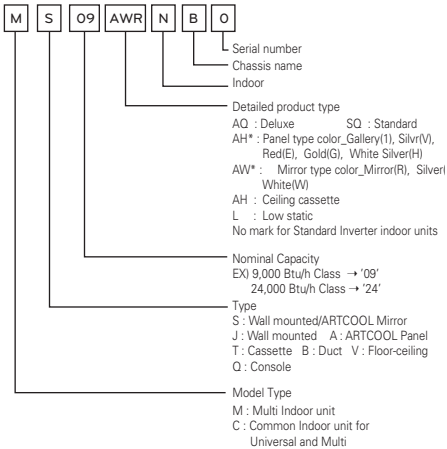 M S 09 AWR N B 0
Serial number
Chassis name
Indoor
Detailed product type
AQ : Deluxe SQ : Standard
AH* : Panel type color_Gallery(1), Silvr(V),
Red(E), Gold(G), White Silver(H)
AW* : Mirror type color_Mirror(R), Silver(
White(W)
AH : Ceiling cassette
L : Low static
No mark for Standard Inverter indoor units
Nominal Capacity
EX) 9,000 Btu/h Class → '09'
24,000 Btu/h Class → '24'
Type
S : Wall mounted/ARTCOOL Mirror
J : Wall mounted A : ARTCOOL Panel
T : Cassette B : Duct V : Floor-ceiling
Q : Console
Model Type
M : Multi Indoor unit
C : Common Indoor unit for
Universal and Multi